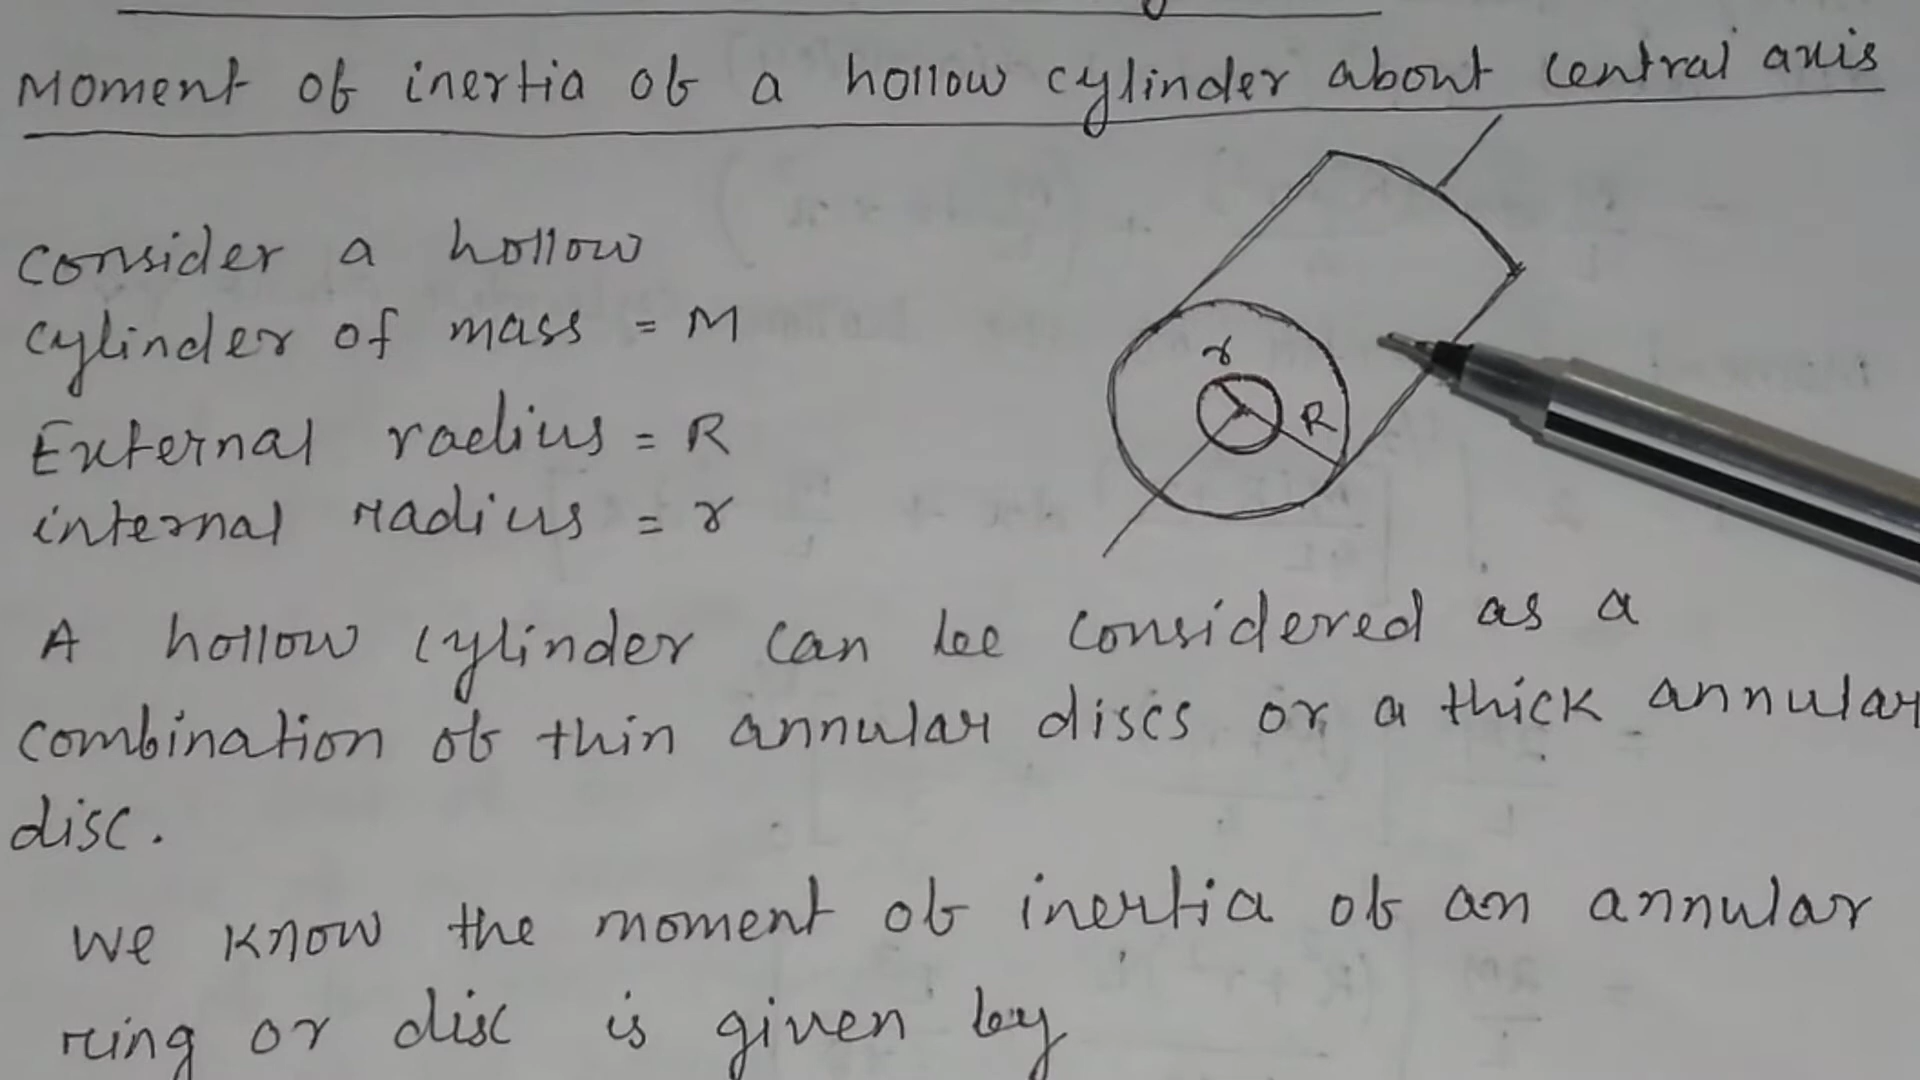 Moment of inertia of a hollow cylinder about central axis
Consider a hollow
cylinder of mass = M
External radius = R
internal radius = r
r
R
A hollow cylinder can be considered as a
combination of thin annular discs or a thick annular
disc.
We know the moment of inertia of an annular
ring or disc is given by